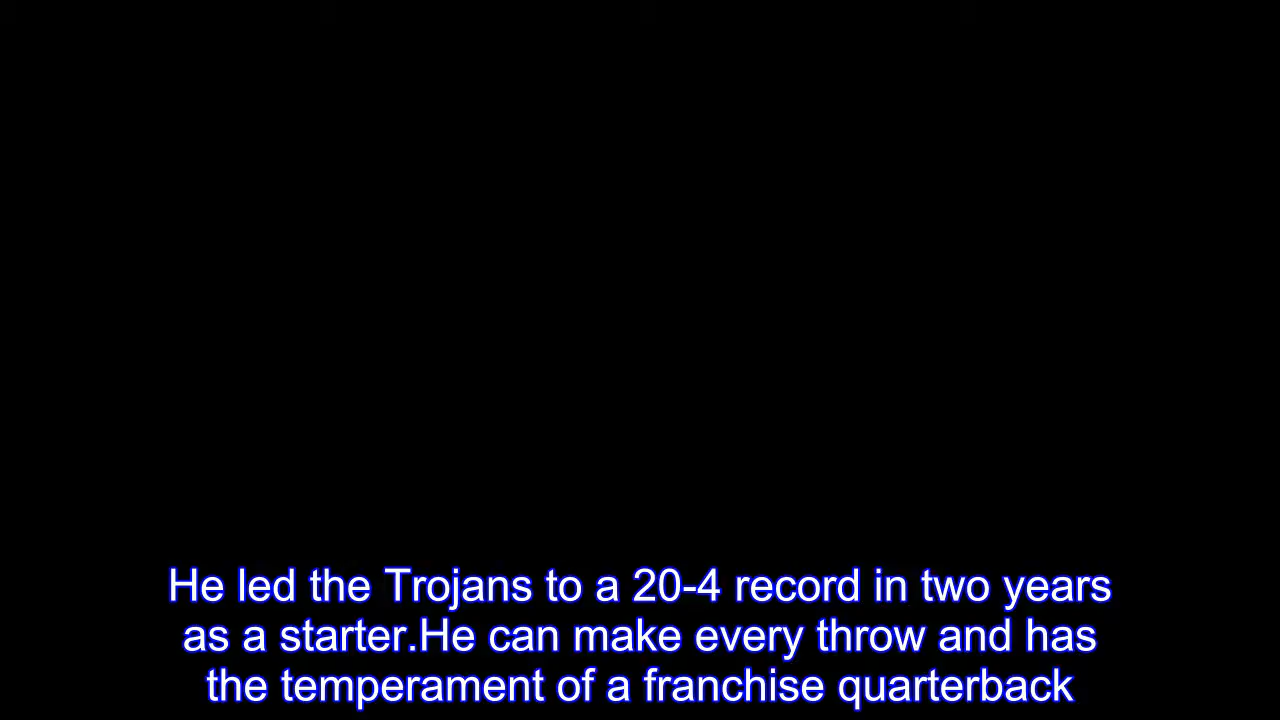 He led the Trojans to a 20-4 record in two years
as a starter.He can make every throw and has
the temperament of a franchise quarterback